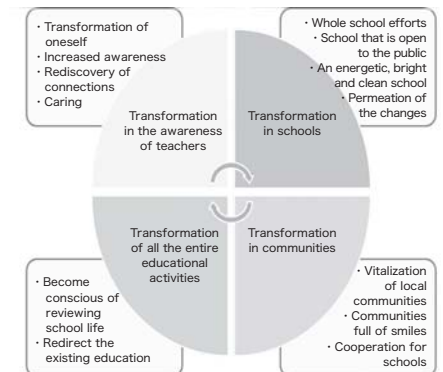 ・Transformation of
oneself
・Increased awareness
・Rediscovery of
connections
・Caring
・Whole school efforts
・School that is open
to the public
・An energetic, bright
and clean school
・Permeation of
the changes
Transformation
in the awareness
of teachers
Transformation
in schools
Transformation
of all the entire
educational
activities
Transformation
in communities
・Become
conscious of
reviewing
school life
・Redirect the
existing education
・Vitalization
of local
communities
・Communities
full of smiles
・Cooperation for
schools